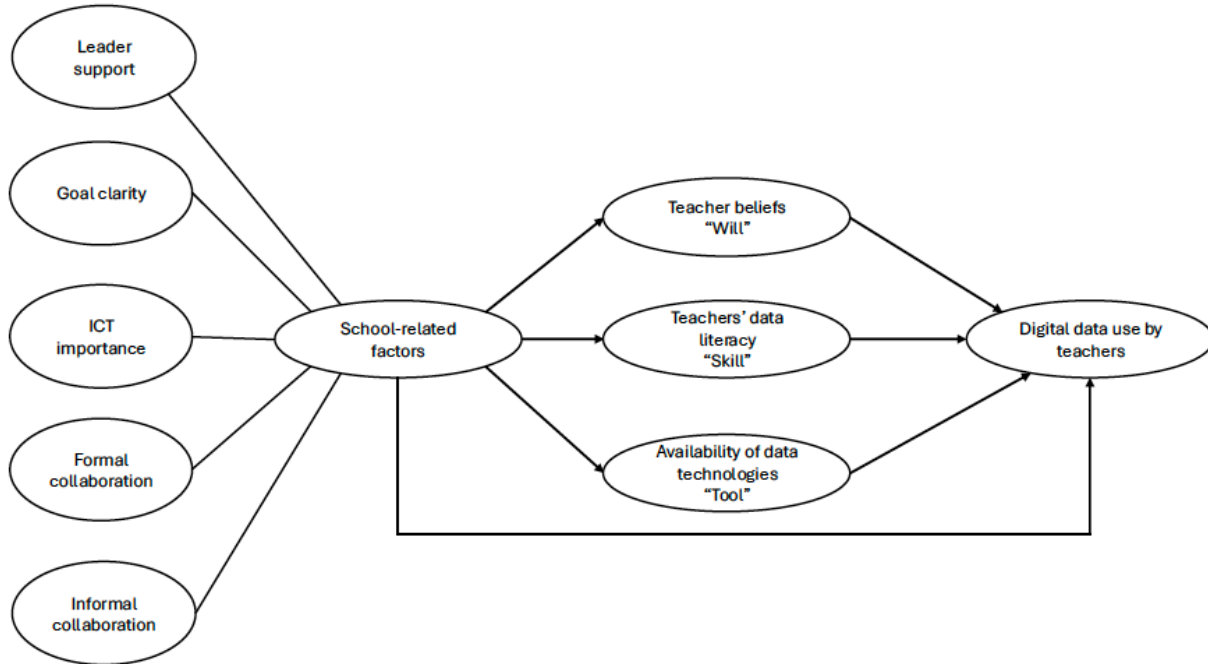 Leader
support
Goal clarity
ICT
importance
Formal
collaboration
Informal
collaboration
School-related
factors
Teacher beliefs
“Will”
Teachers’ data
literacy
“Skill”
Availability of data
technologies
“Tool”
Digital data use by
teachers